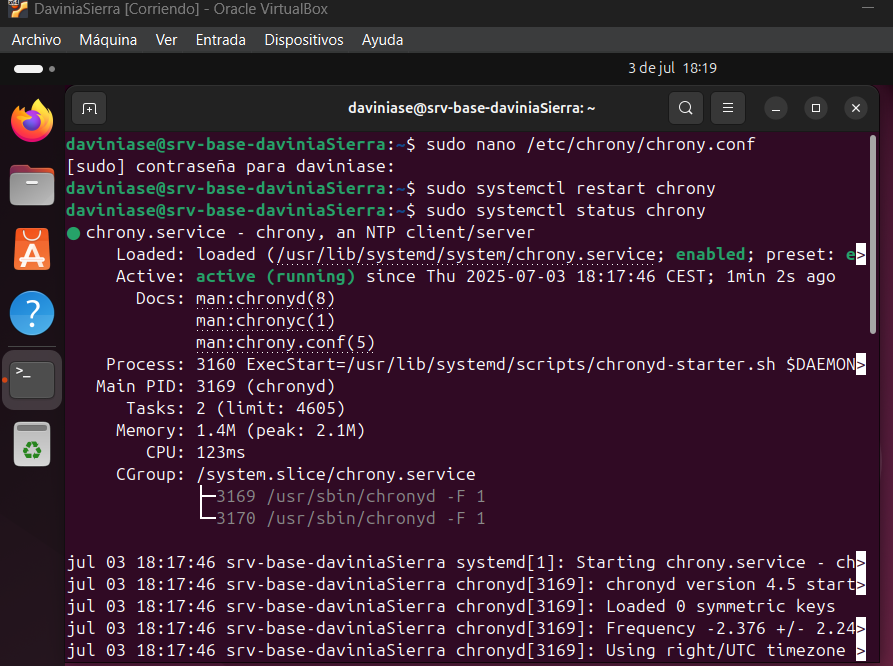 DaviniaSierra [Corriendo] - Oracle VirtualBox
Archivo Máquina Ver Entrada Dispositivos Ayuda
3 de jul 18:19
daviniase@srv-base-daviniaSierra: ~
daviniase@srv-base-daviniaSierra:~$ sudo nano /etc/chrony/chrony.conf
[sudo] contraseña para daviniase:
daviniase@srv-base-daviniaSierra:~$ sudo systemctl restart chrony
daviniase@srv-base-daviniaSierra:~$ sudo systemctl status chrony
● chrony.service - chrony, an NTP client/server
Loaded: loaded (/usr/lib/systemd/system/chrony.service; enabled; preset: e>
Active: active (running) since Thu 2025-07-03 18:17:46 CEST; 1min 2s ago
Docs: man:chronyd(8)
man:chronyc(1)
man:chrony.conf(5)
Process: 3160 ExecStart=/usr/lib/systemd/scripts/chronyd-starter.sh $DAEMON>
Main PID: 3169 (chronyd)
Tasks: 2 (limit: 4605)
Memory: 1.4M (peak: 2.1M)
CPU: 123ms
CGroup: /system.slice/chrony.service
├─3169 /usr/sbin/chronyd -F 1
└─3170 /usr/sbin/chronyd -F 1
jul 03 18:17:46 srv-base-daviniaSierra systemd[1]: Starting chrony.service - ch>
jul 03 18:17:46 srv-base-daviniaSierra chronyd[3169]: chronyd version 4.5 start>
jul 03 18:17:46 srv-base-daviniaSierra chronyd[3169]: Loaded 0 symmetric keys
jul 03 18:17:46 srv-base-daviniaSierra chronyd[3169]: Frequency -2.376 +/- 2.24>
jul 03 18:17:46 srv-base-daviniaSierra chronyd[3169]: Using right/UTC timezone >